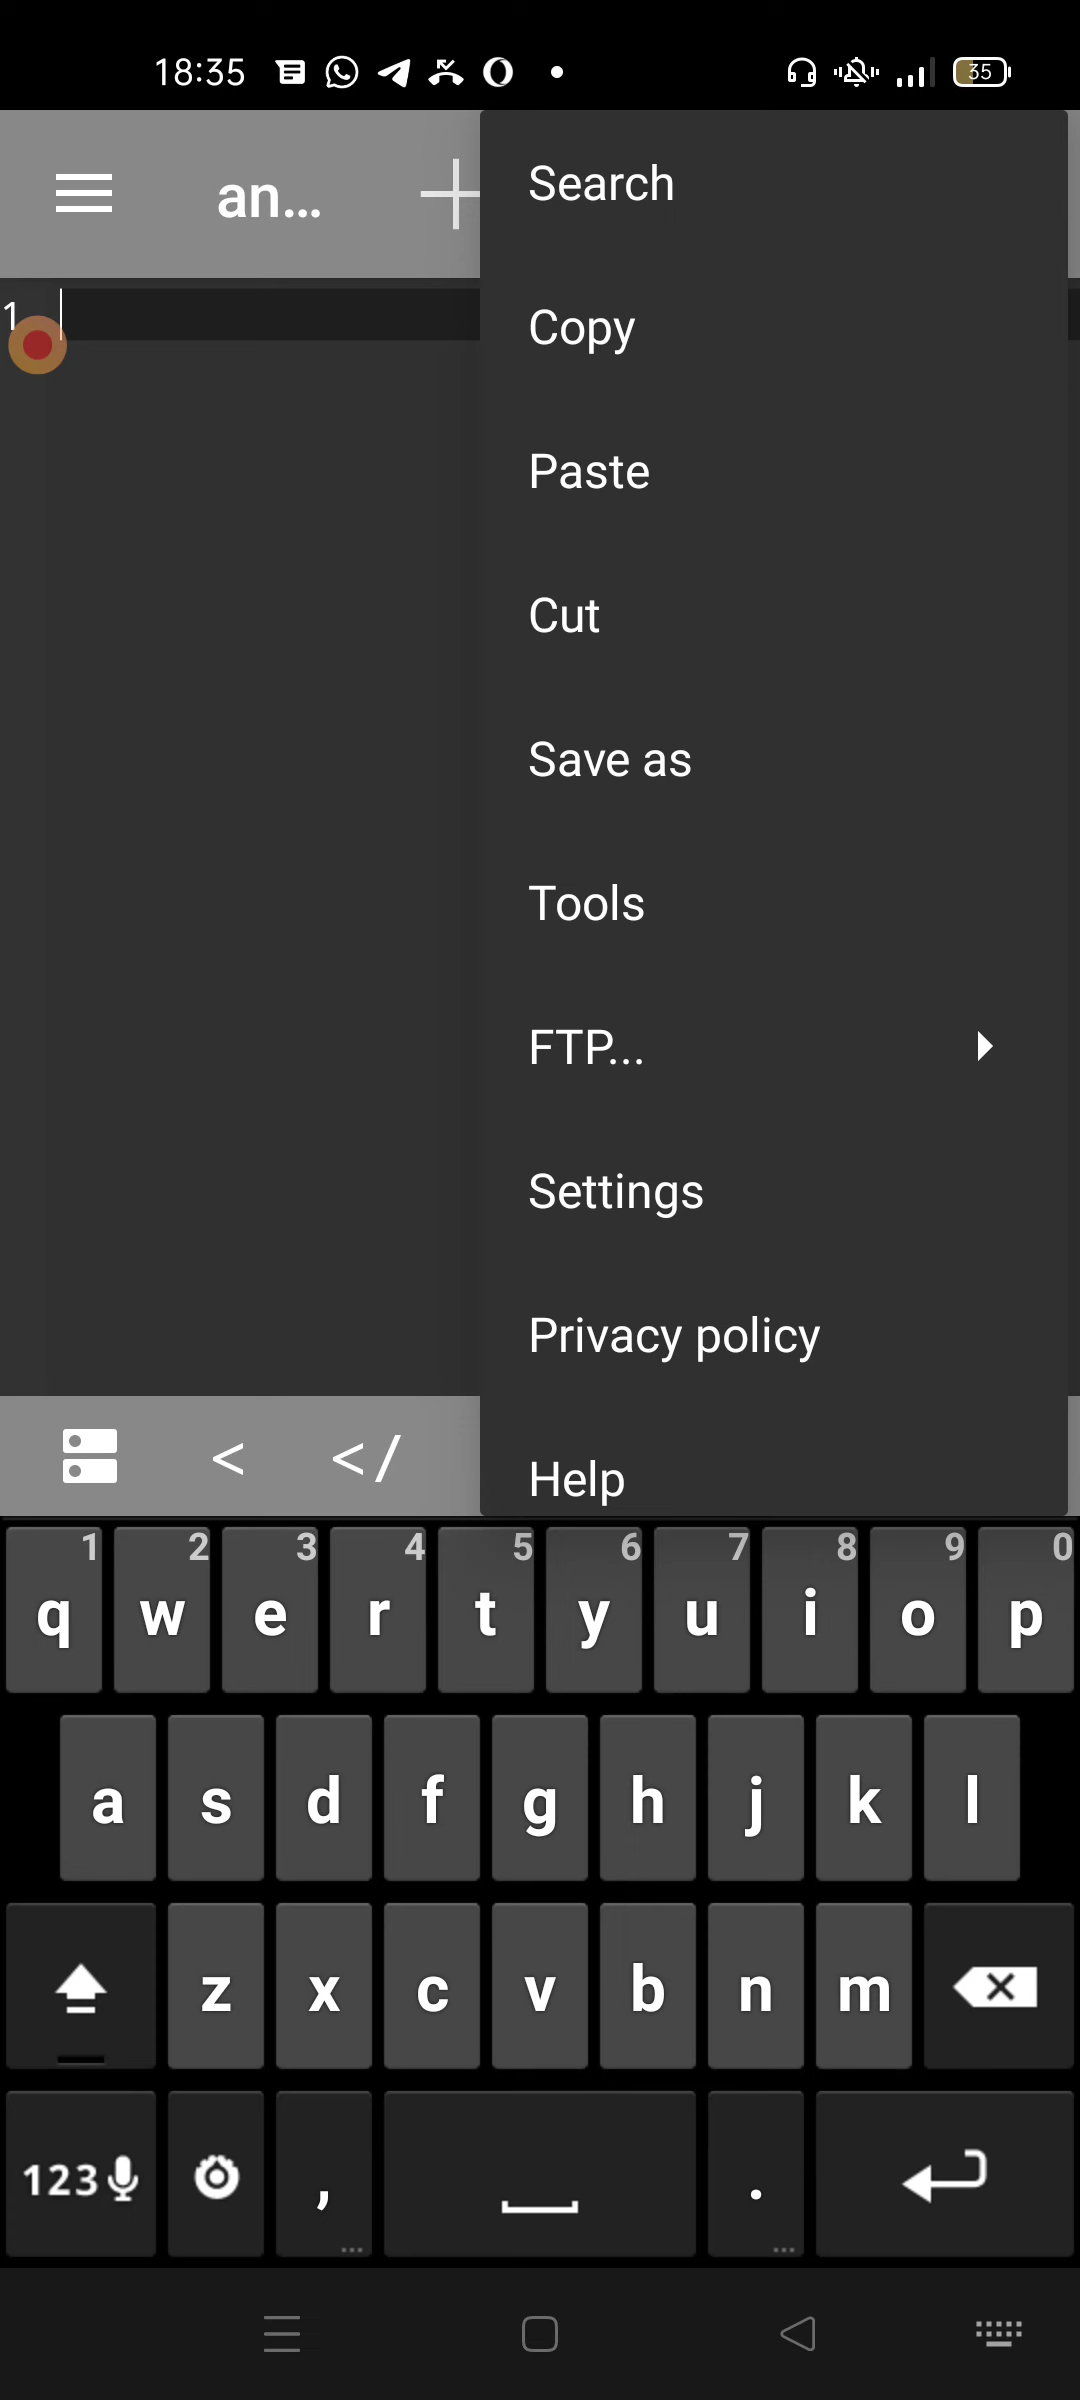 18:35 35
an...
Search
1
Copy
Paste
Cut
Save as
Tools
FTP...
Settings
Privacy policy
< </
Help
1 2 3 4 5 6 7 8 9 0
q w e r t y u i o p
a s d f g h j k l
z x c v b n m
123 , .
... ...